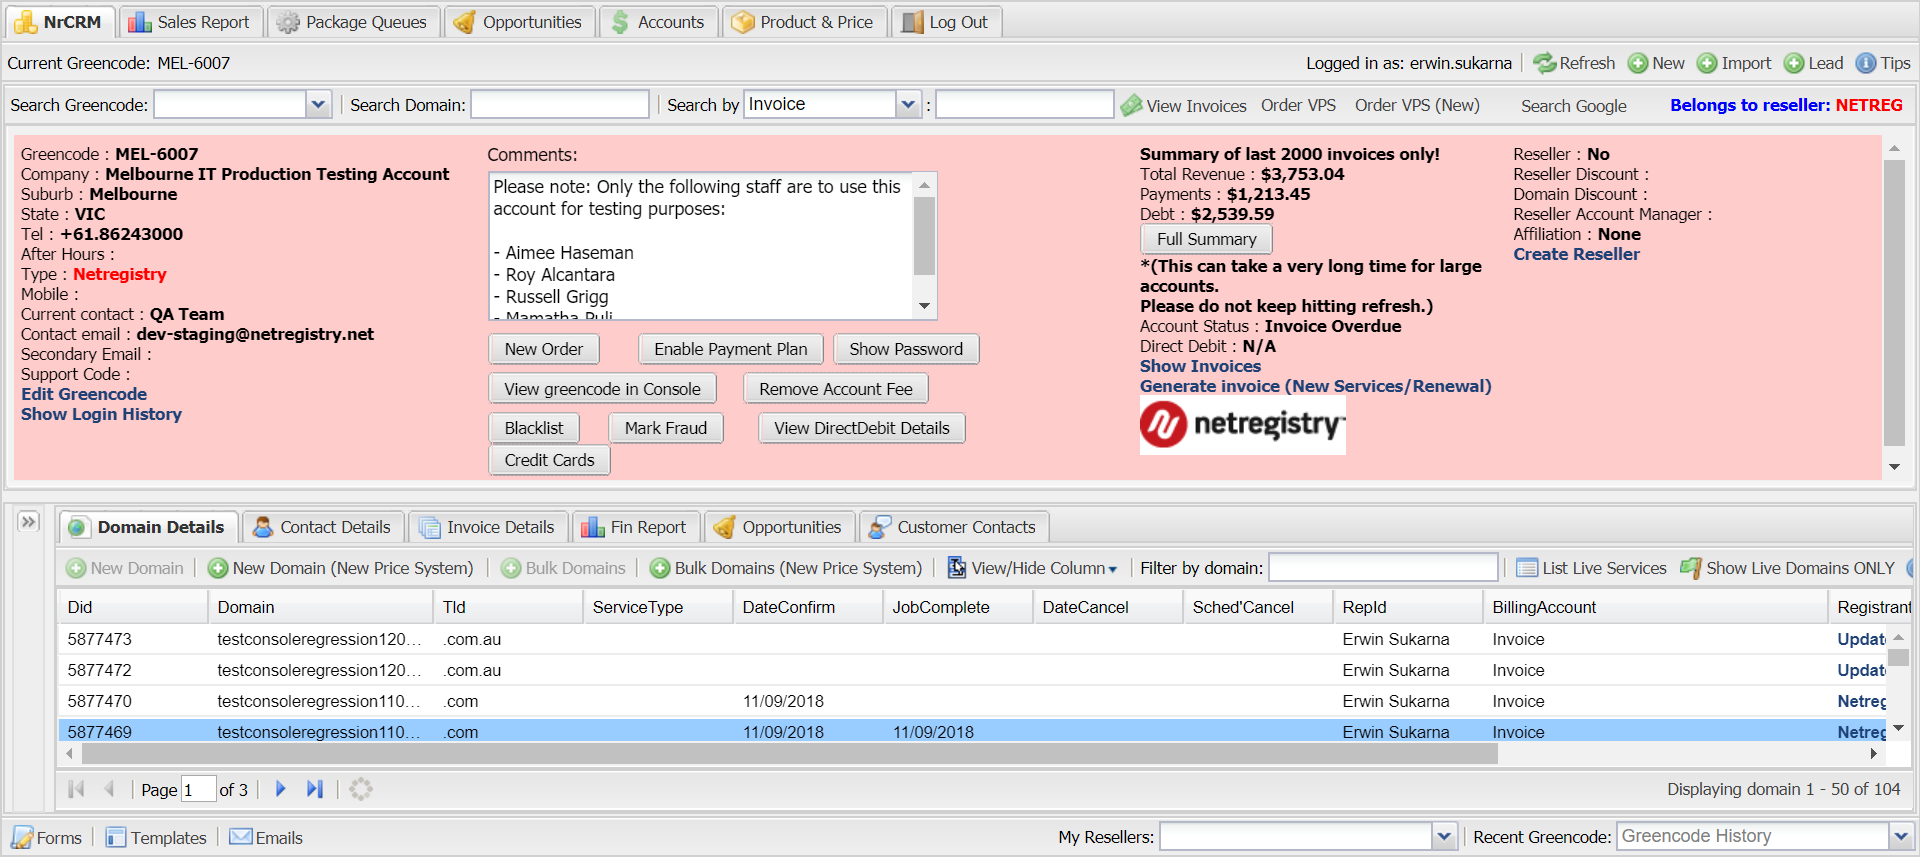 NrCRM Sales Report Package Queues Opportunities Accounts Product & Price Log Out
Current Greencode: MEL-6007 Logged in as: erwin.sukarna Refresh New Import Lead Tips
Search Greencode: Search Domain: Search by Invoice : View Invoices Order VPS Order VPS (New) Search Google Belongs to reseller: NETREG
Greencode : MEL-6007
Company : Melbourne IT Production Testing Account
Suburb : Melbourne
State : VIC
Tel : +61.86243000
After Hours :
Type : Netregistry
Mobile :
Current contact : QA Team
Contact email : dev-staging@netregistry.net
Secondary Email :
Support Code :
Edit Greencode
Show Login History
Comments:
Please note: Only the following staff are to use this
account for testing purposes:
- Aimee Haseman
- Roy Alcantara
- Russell Grigg
- Mamatha Puli
New Order Enable Payment Plan Show Password
View greencode in Console Remove Account Fee
Blacklist Mark Fraud View DirectDebit Details
Credit Cards
Summary of last 2000 invoices only!
Total Revenue : $3,753.04
Payments : $1,213.45
Debt : $2,539.59
Full Summary
*(This can take a very long time for large
accounts.
Please do not keep hitting refresh.)
Account Status : Invoice Overdue
Direct Debit : N/A
Show Invoices
Generate invoice (New Services/Renewal)
netregistry
Reseller : No
Reseller Discount :
Domain Discount :
Reseller Account Manager :
Affiliation : None
Create Reseller
Domain Details Contact Details Invoice Details Fin Report Opportunities Customer Contacts
New Domain New Domain (New Price System) Bulk Domains Bulk Domains (New Price System) View/Hide Column Filter by domain: List Live Services Show Live Domains ONLY
Did Domain Tld ServiceType DateConfirm JobComplete DateCancel Sched'Cancel RepId BillingAccount Registrant
5877473 testconsoleregression120... .com.au Erwin Sukarna Invoice Updat
5877472 testconsoleregression120... .com.au Erwin Sukarna Invoice Updat
5877470 testconsoleregression110... .com 11/09/2018 Erwin Sukarna Invoice Netreg
5877469 testconsoleregression110... .com 11/09/2018 11/09/2018 Erwin Sukarna Invoice Netreg
Page 1 of 3 Displaying domain 1 - 50 of 104
Forms Templates Emails My Resellers: Recent Greencode: Greencode History